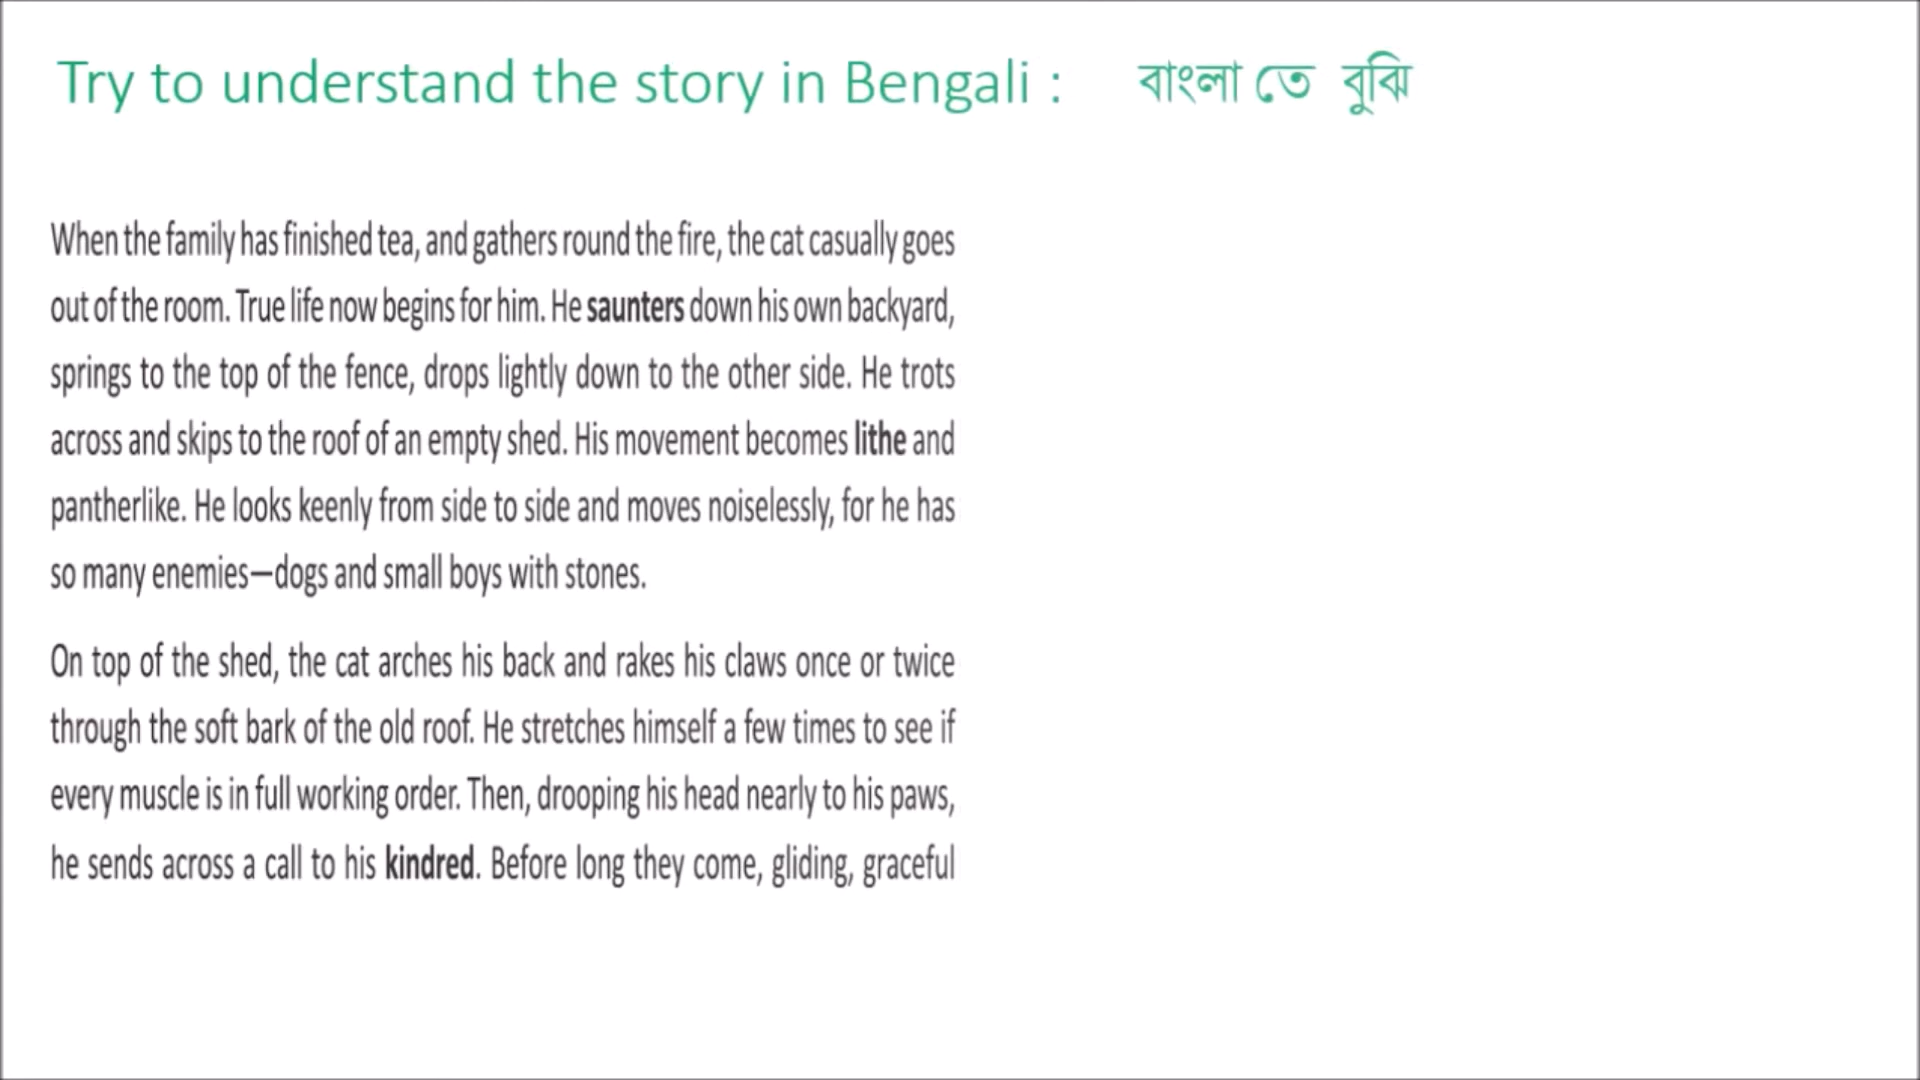 Try to understand the story in Bengali : বাংলা তে বুঝি
When the family has finished tea, and gathers round the fire, the cat casually goes
out of the room. True life now begins for him. He saunters down his own backyard,
springs to the top of the fence, drops lightly down to the other side. He trots
across and skips to the roof of an empty shed. His movement becomes lithe and
pantherlike. He looks keenly from side to side and moves noiselessly, for he has
so many enemies—dogs and small boys with stones.
On top of the shed, the cat arches his back and rakes his claws once or twice
through the soft bark of the old roof. He stretches himself a few times to see if
every muscle is in full working order. Then, drooping his head nearly to his paws,
he sends across a call to his kindred. Before long they come, gliding, graceful